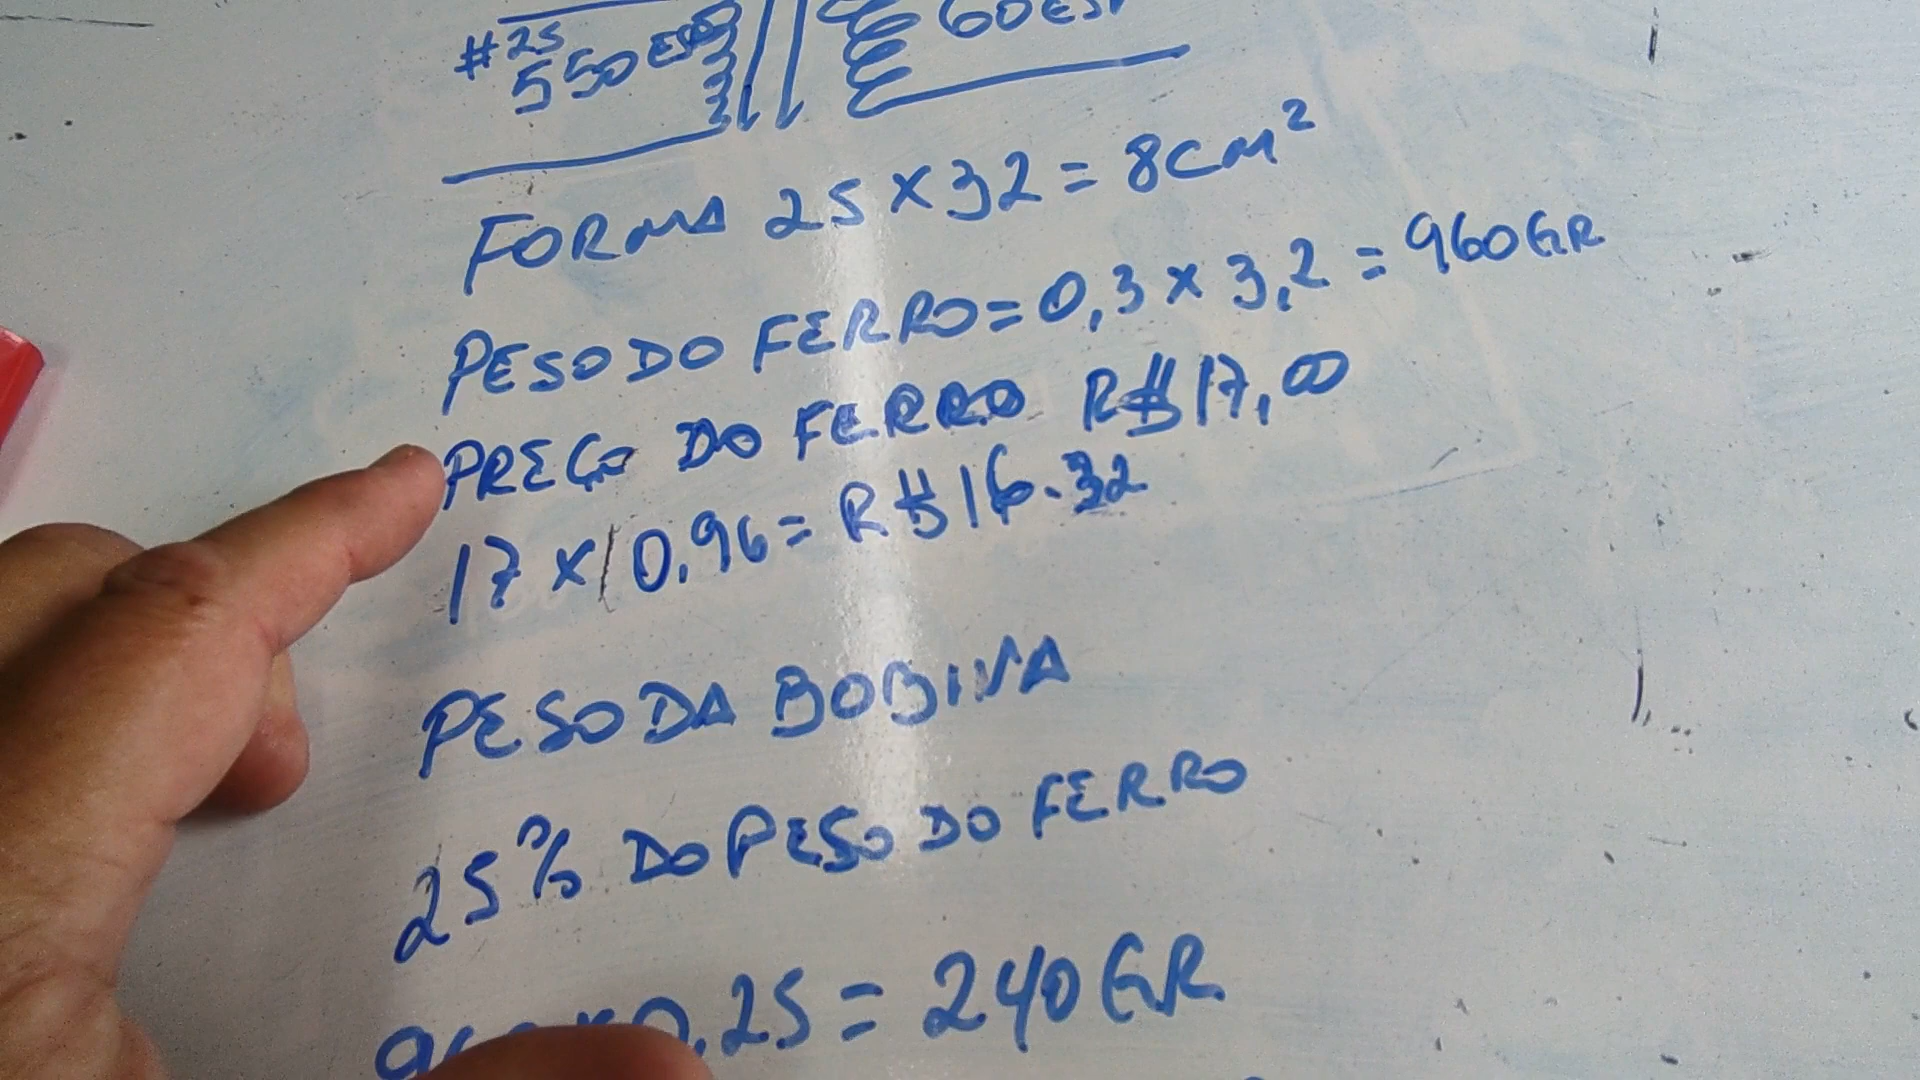 #25
550 ESP
60 ESP
FORMA 25 X 32 = 8 CM²
PESO DO FERRO = 0,3 X 3,2 = 960 GR
PREÇO DO FERRO R$ 17,00
17 X 0,96 = R$ 16.32
PESO DA BOBINA
25% DO PESO DO FERRO
0,25 = 240 GR